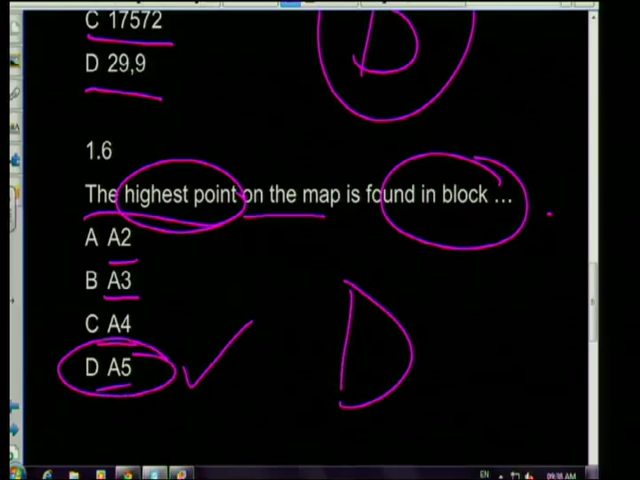 C 17572
D
D 29,9
1.6
The highest point on the map is found in block ...
A A2
B A3
C A4
D A5
D
EN